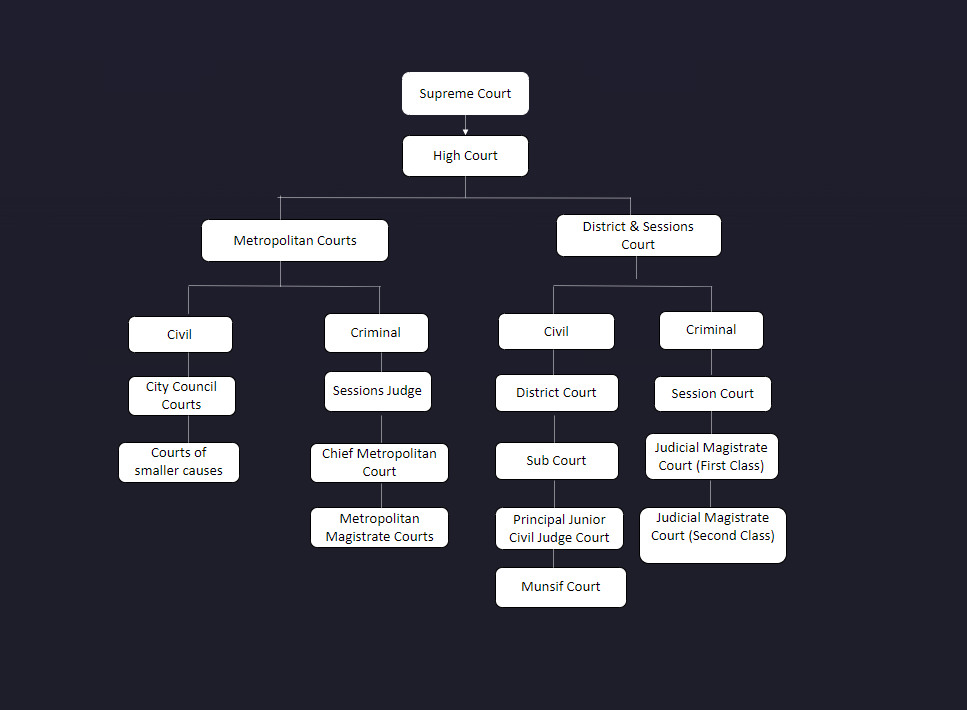 Supreme Court
High Court
Metropolitan Courts
District & Sessions
Court
Civil
Criminal
Civil
Criminal
City Council
Courts
Sessions Judge
District Court
Session Court
Courts of
smaller causes
Chief Metropolitan
Court
Sub Court
Judicial Magistrate
Court (First Class)
Metropolitan
Magistrate Courts
Principal Junior
Civil Judge Court
Judicial Magistrate
Court (Second Class)
Munsif Court